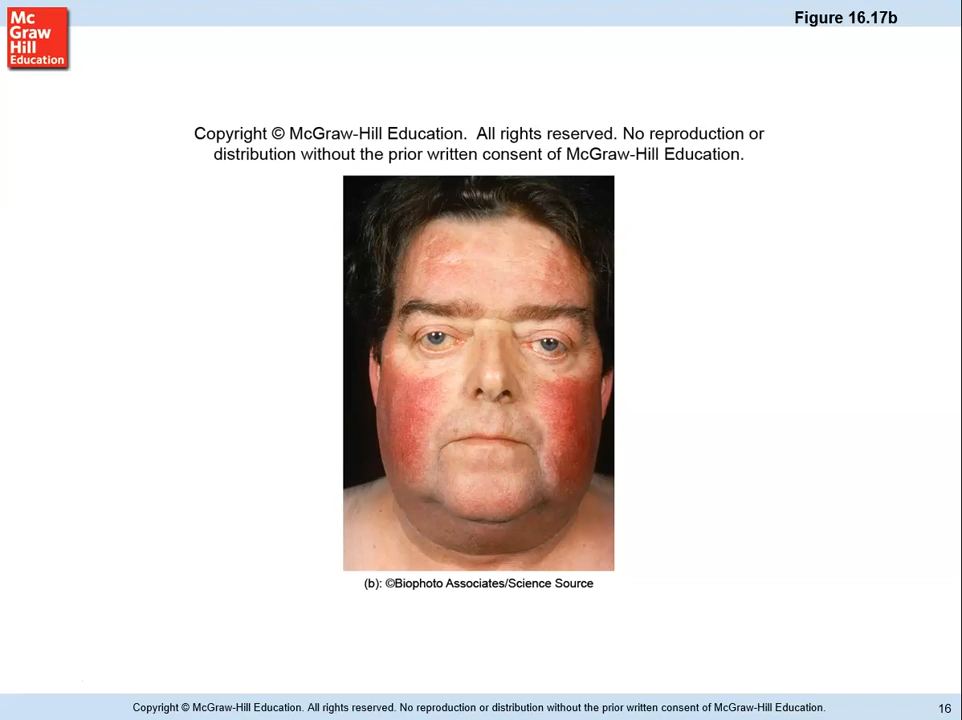 Mc
Graw
Hill
Education
Figure 16.17b
Copyright © McGraw-Hill Education.  All rights reserved. No reproduction or
distribution without the prior written consent of McGraw-Hill Education.
(b): ©Biophoto Associates/Science Source
Copyright © McGraw-Hill Education. All rights reserved. No reproduction or distribution without the prior written consent of McGraw-Hill Education.
16